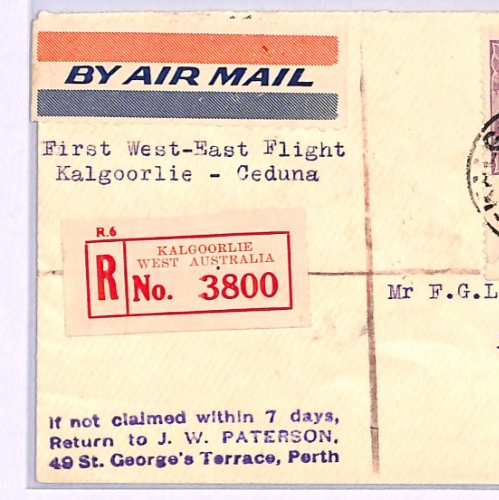 BY AIR MAIL
First West-East Flight
Kalgoorlie - Ceduna
R.6
KALGOORLIE
WEST AUSTRALIA
R No. 3800
Mr F.G.L
If not claimed within 7 days,
Return to J. W. PATERSON.
49 St. George's Terrace, Perth